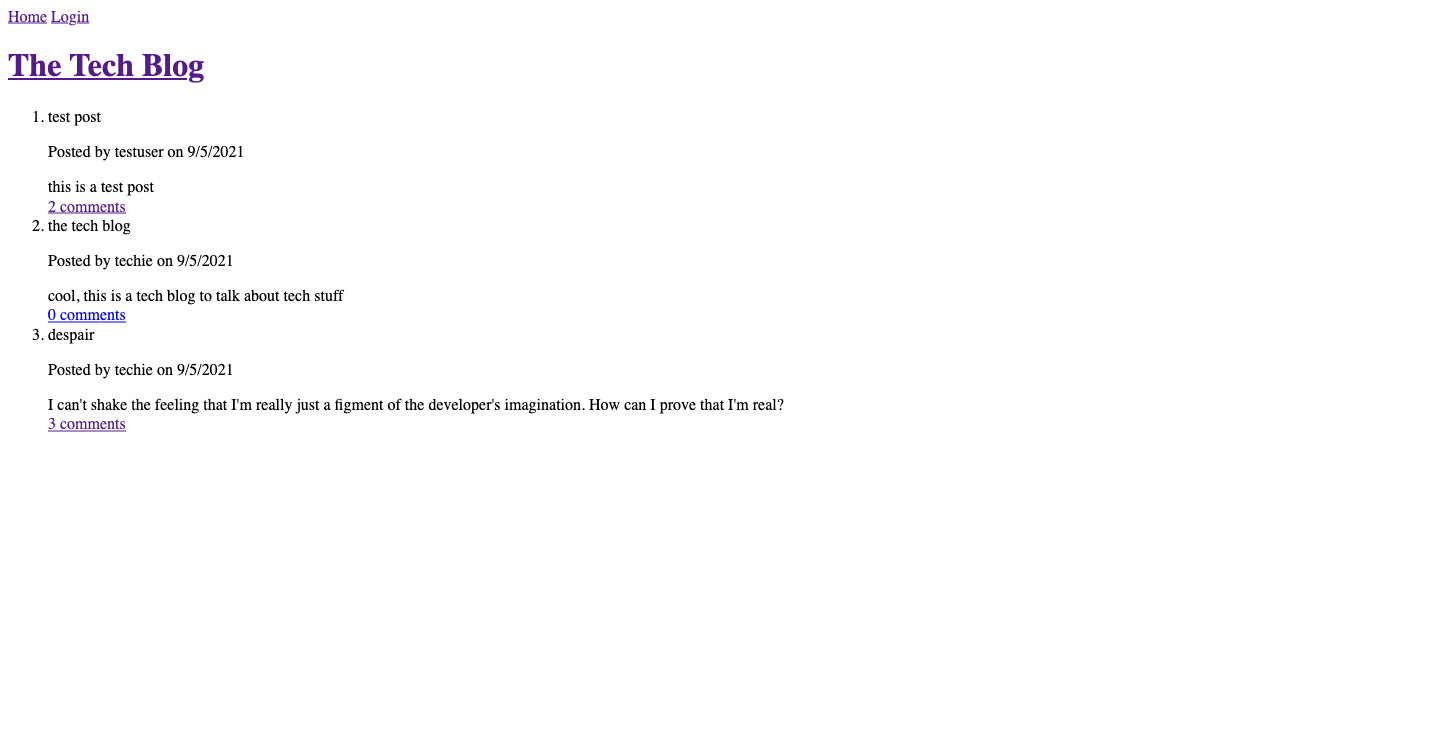 Home Login
The Tech Blog
1. test post
Posted by testuser on 9/5/2021
this is a test post
2 comments
2. the tech blog
Posted by techie on 9/5/2021
cool, this is a tech blog to talk about tech stuff
0 comments
3. despair
Posted by techie on 9/5/2021
I can't shake the feeling that I'm really just a figment of the developer's imagination. How can I prove that I'm real?
3 comments